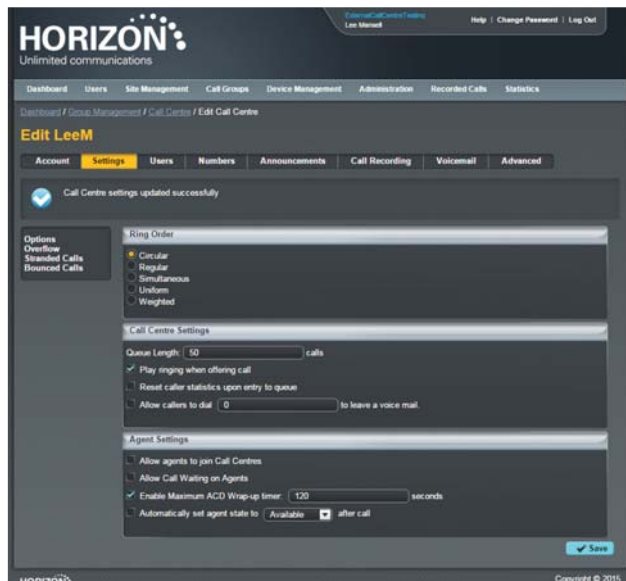 HORIZON
Unlimited communications
ExternalCallCentreTesting
Lee Mansell
Help | Change Password | Log Out
Dashboard Users Site Management Call Groups Device Management Administration Recorded Calls Statistics
Dashboard / Group Management / Call Centre / Edit Call Centre
Edit LeeM
Account Settings Users Numbers Announcements Call Recording Voicemail Advanced
Call Centre settings updated successfully
Options
Overflow
Stranded Calls
Bounced Calls
Ring Order
Circular
Regular
Simultaneous
Uniform
Weighted
Call Centre Settings
Queue Length: 50 calls
Play ringing when offering call
Reset caller statistics upon entry to queue
Allow callers to dial 0 to leave a voice mail.
Agent Settings
Allow agents to join Call Centres
Allow Call Waiting on Agents
Enable Maximum ACD Wrap-up timer: 120 seconds
Automatically set agent state to Available after call
Save
HORIZON
Copyright © 2015